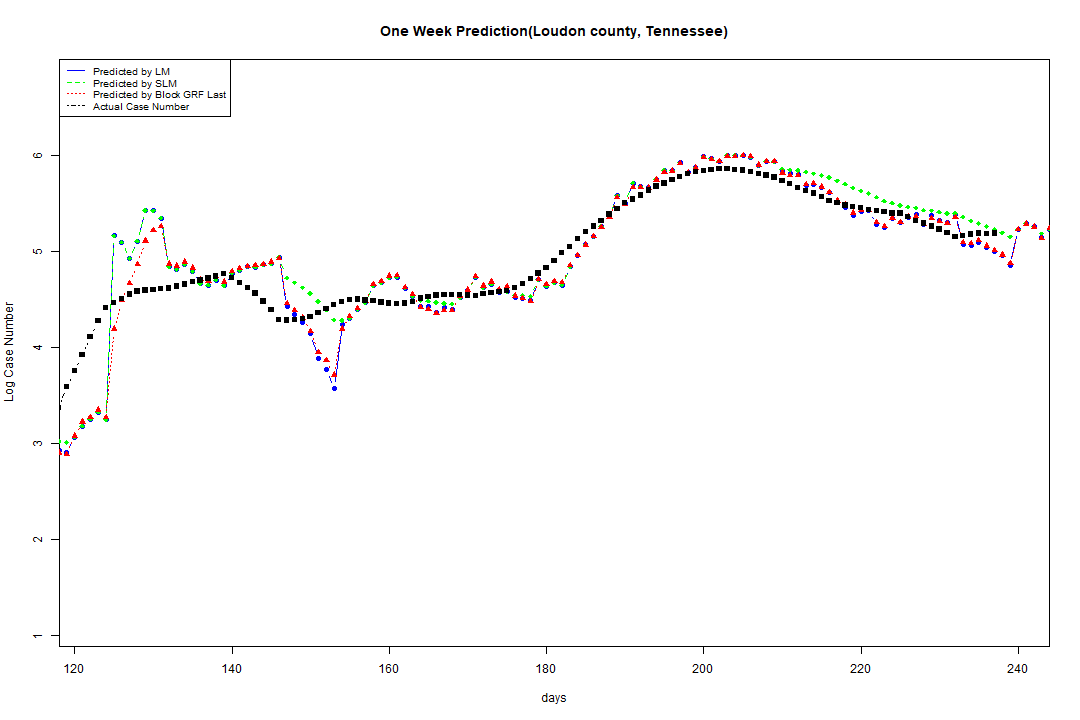 One Week Prediction(Loudon county, Tennessee)
Predicted by LM
Predicted by SLM
Predicted by Block GRF Last
Actual Case Number
6
5
4
3
2
1
Log Case Number
120 140 160 180 200 220 240
days